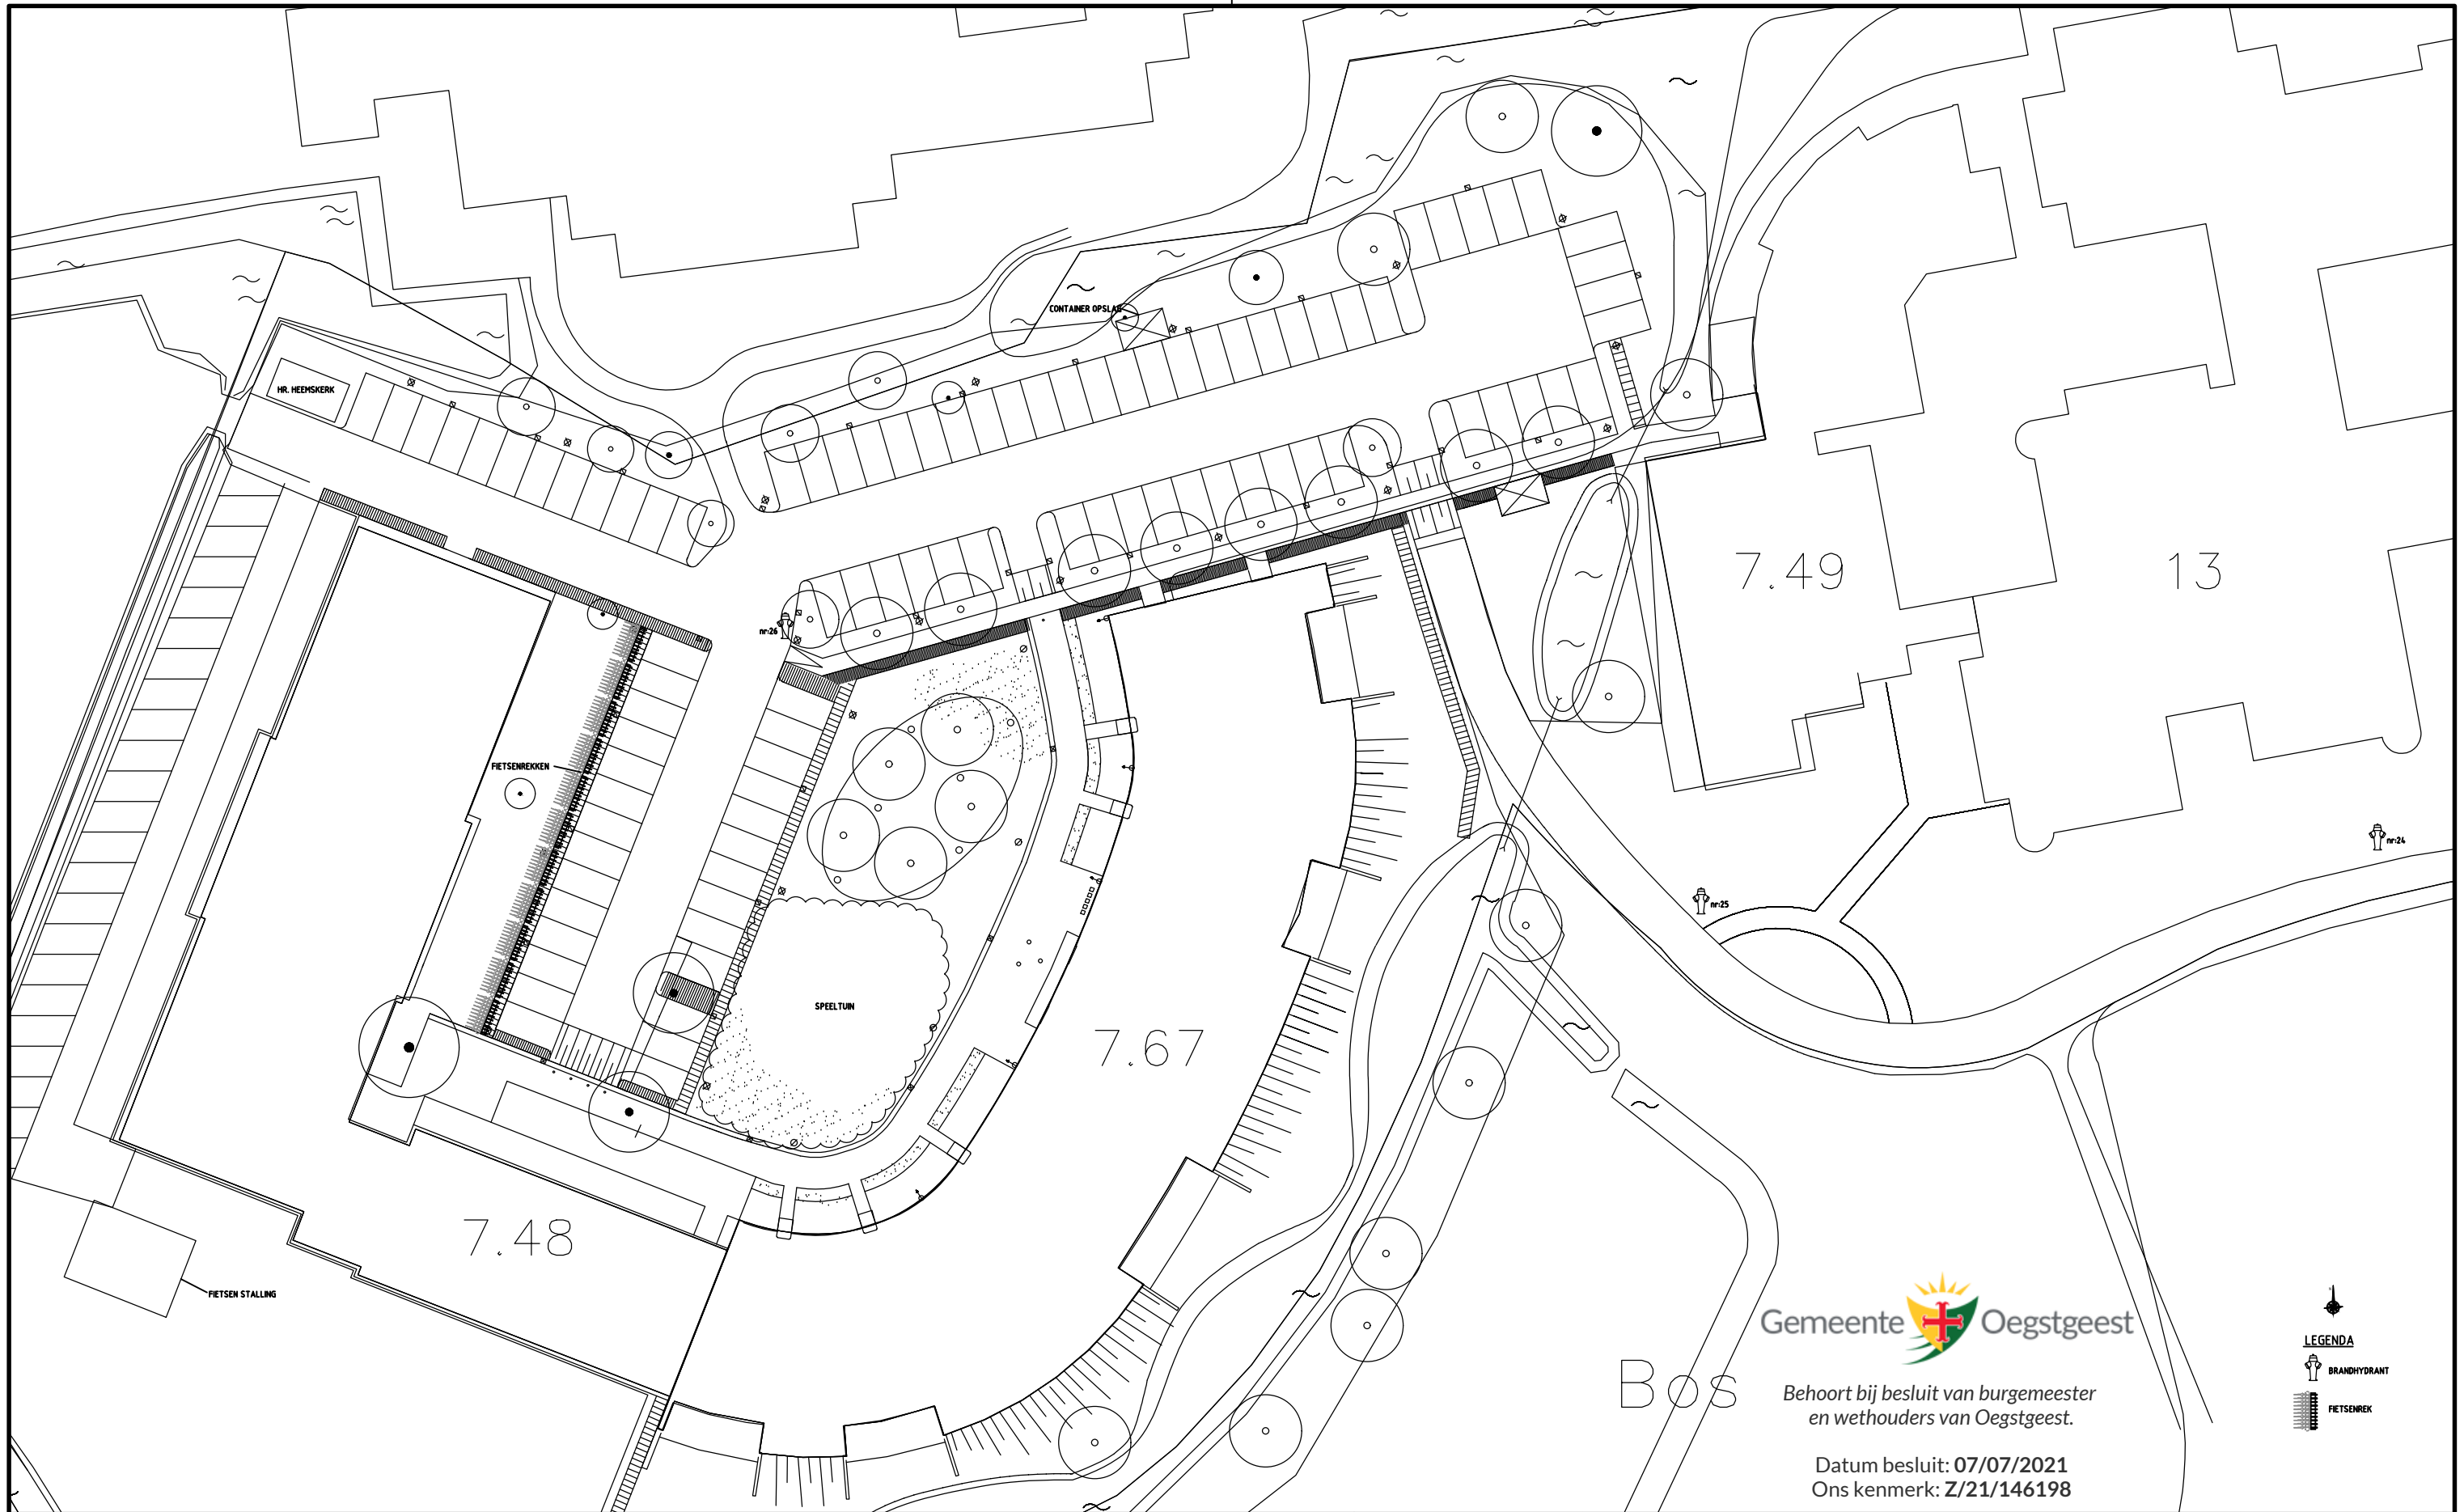 CONTAINER OPSLAG
HR. HEEMSKERK
7.49
13
nr:26
FIETSENREKKEN
nr:24
nr:25
SPEELTUIN
7.67
7.48
FIETSEN STALLING
Gemeente Oegstgeest
LEGENDA
BRANDHYDRANT
FIETSENREK
Bos
Behoort bij besluit van burgemeester
en wethouders van Oegstgeest.
Datum besluit: 07/07/2021
Ons kenmerk: Z/21/146198